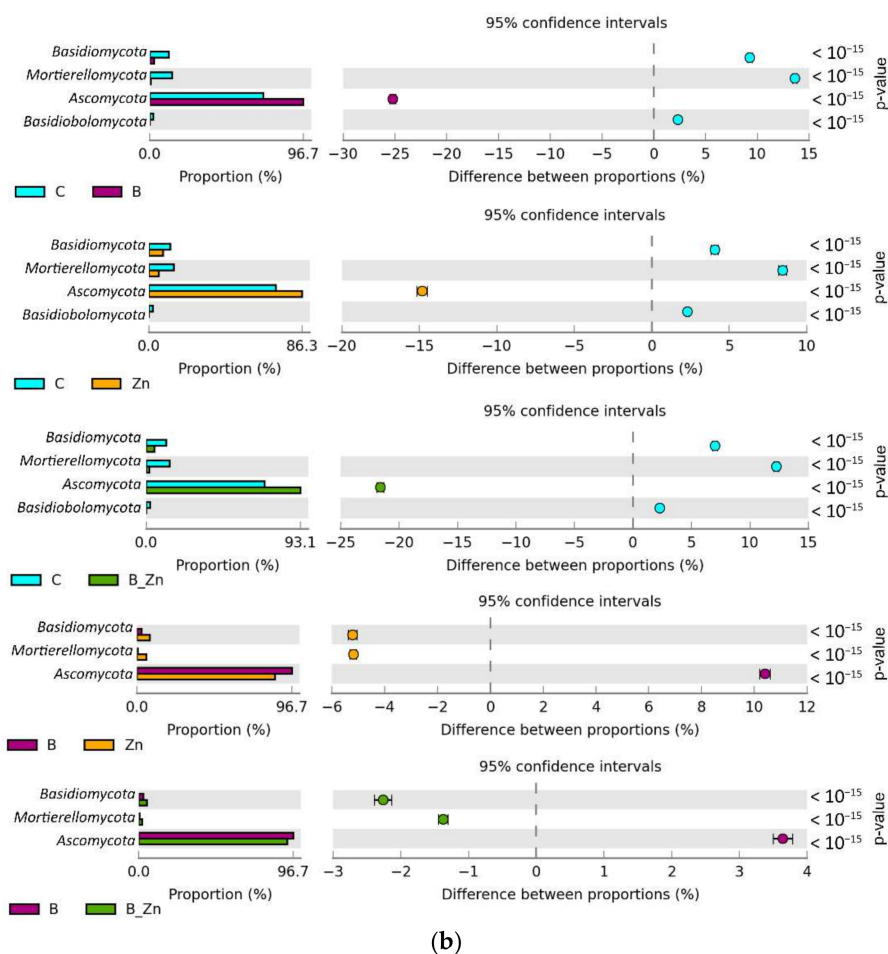 95% confidence intervals
Basidiomycota < 10⁻¹⁵
Mortierellomycota < 10⁻¹⁵
Ascomycota < 10⁻¹⁵
Basidiobolomycota < 10⁻¹⁵
p-value
0.0 96.7 −30 −25 −20 −15 −10 −5 0 5 10 15
Proportion (%) Difference between proportions (%)
C B
95% confidence intervals
Basidiomycota < 10⁻¹⁵
Mortierellomycota < 10⁻¹⁵
Ascomycota < 10⁻¹⁵
Basidiobolomycota < 10⁻¹⁵
p-value
0.0 86.3 −20 −15 −10 −5 0 5 10
Proportion (%) Difference between proportions (%)
C Zn
95% confidence intervals
Basidiomycota < 10⁻¹⁵
Mortierellomycota < 10⁻¹⁵
Ascomycota < 10⁻¹⁵
Basidiobolomycota < 10⁻¹⁵
p-value
0.0 93.1 −25 −20 −15 −10 −5 0 5 10 15
Proportion (%) Difference between proportions (%)
C B_Zn
95% confidence intervals
Basidiomycota < 10⁻¹⁵
Mortierellomycota < 10⁻¹⁵
Ascomycota < 10⁻¹⁵
p-value
0.0 96.7 −6 −4 −2 0 2 4 6 8 10 12
Proportion (%) Difference between proportions (%)
B Zn
95% confidence intervals
Basidiomycota < 10⁻¹⁵
Mortierellomycota < 10⁻¹⁵
Ascomycota < 10⁻¹⁵
p-value
0.0 96.7 −3 −2 −1 0 1 2 3 4
Proportion (%) Difference between proportions (%)
B B_Zn
(b)